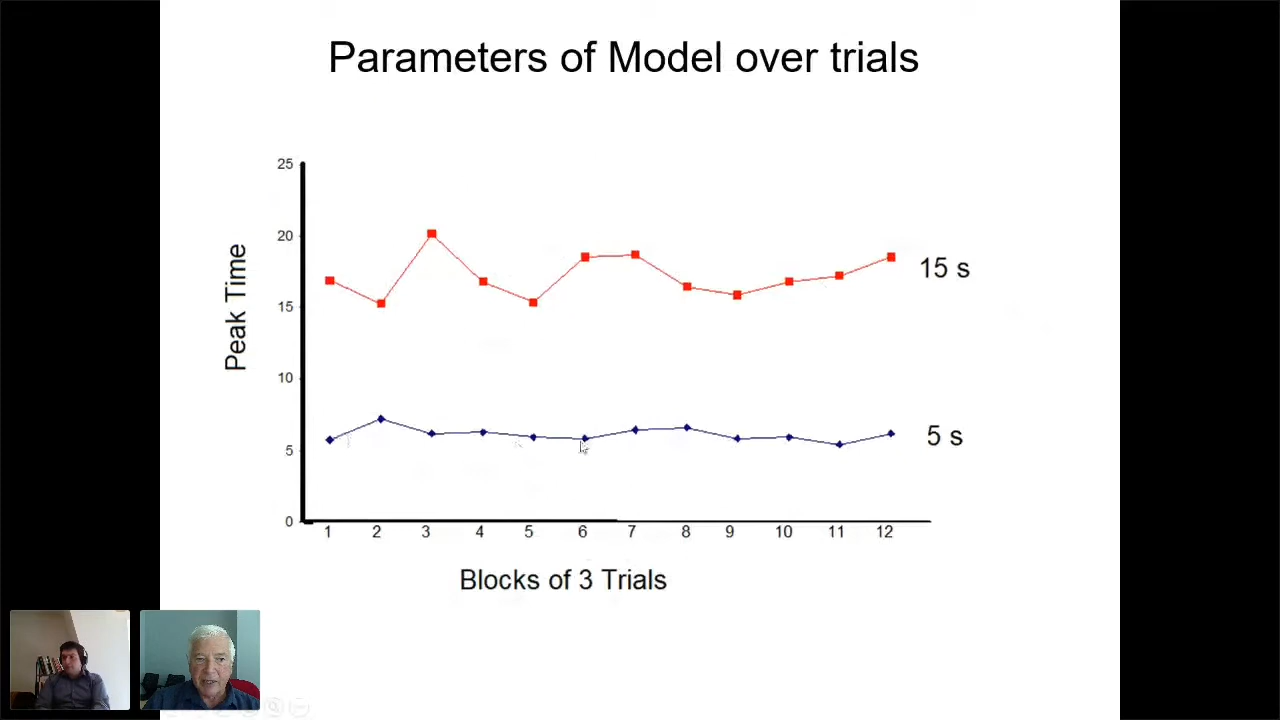 Parameters of Model over trials
25
20
15
10
5
0
Peak Time
15 s
5 s
1 2 3 4 5 6 7 8 9 10 11 12
Blocks of 3 Trials